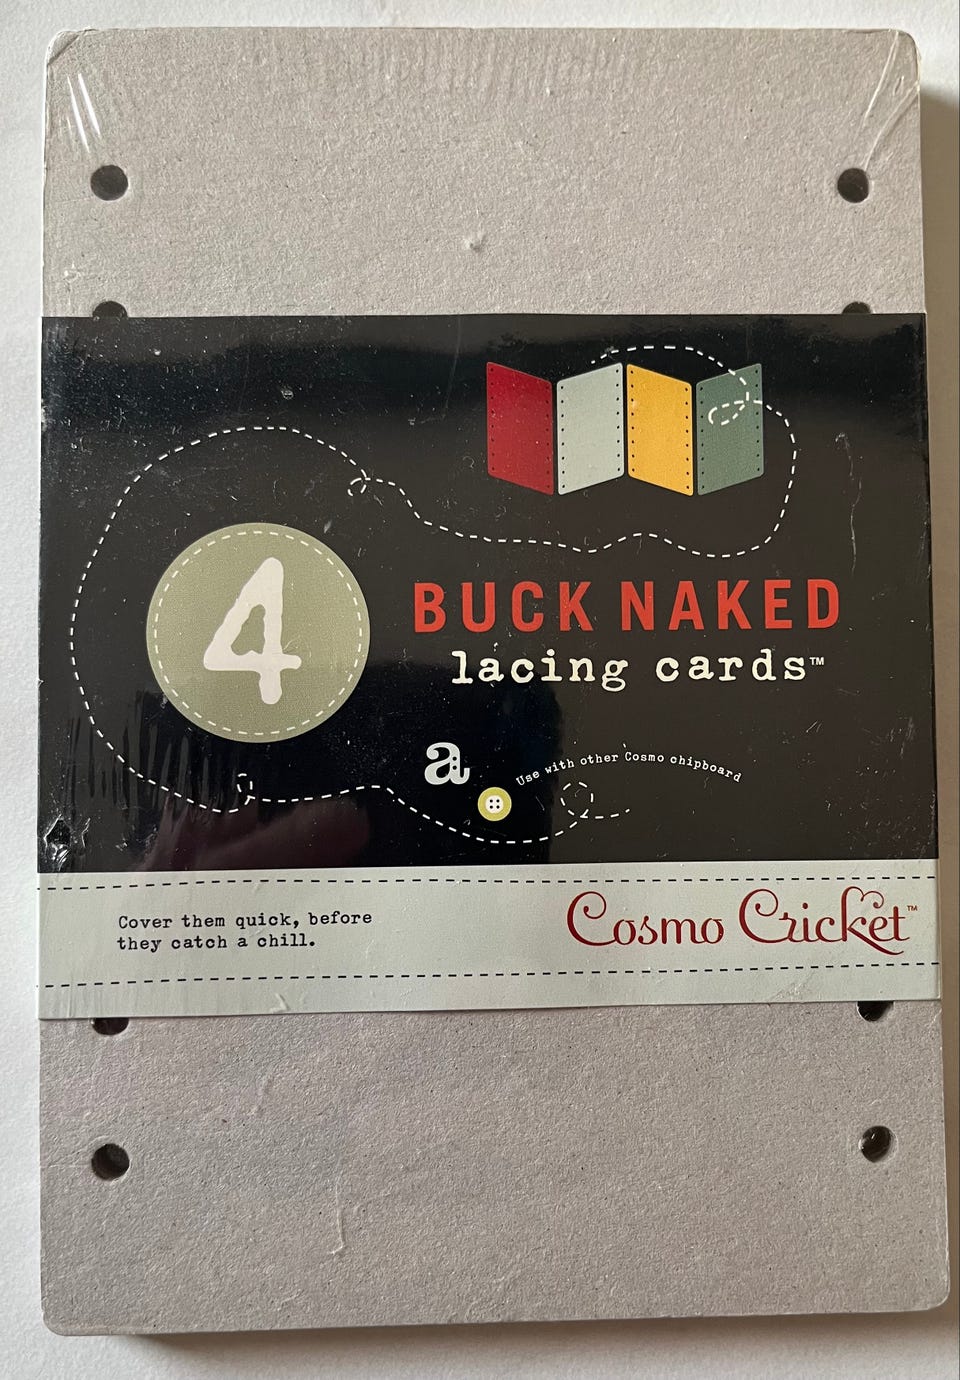 4
BUCK NAKED
lacing cards™
a
Use with other Cosmo chipboard
Cover them quick, before
they catch a chill.
Cosmo Cricket™